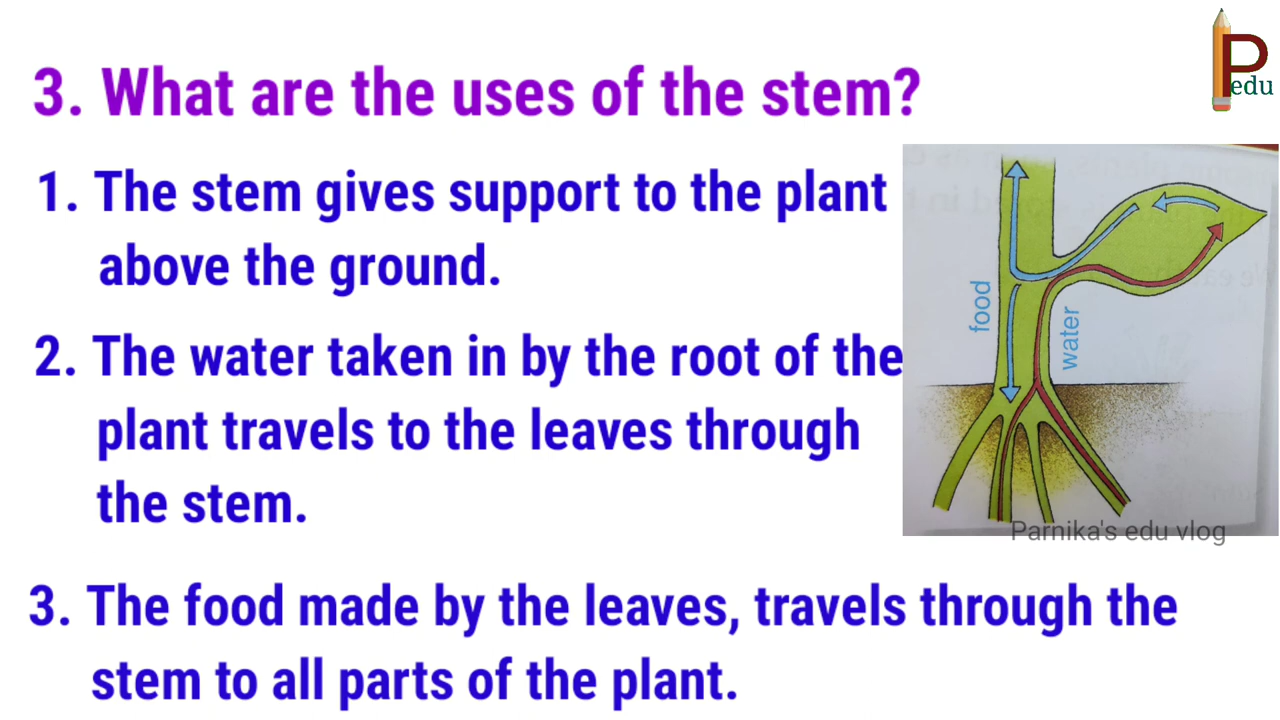 P
edu
3. What are the uses of the stem?
1. The stem gives support to the plant
above the ground.
2. The water taken in by the root of the
plant travels to the leaves through
the stem.
food
water
Parnika's edu vlog
3. The food made by the leaves, travels through the
stem to all parts of the plant.